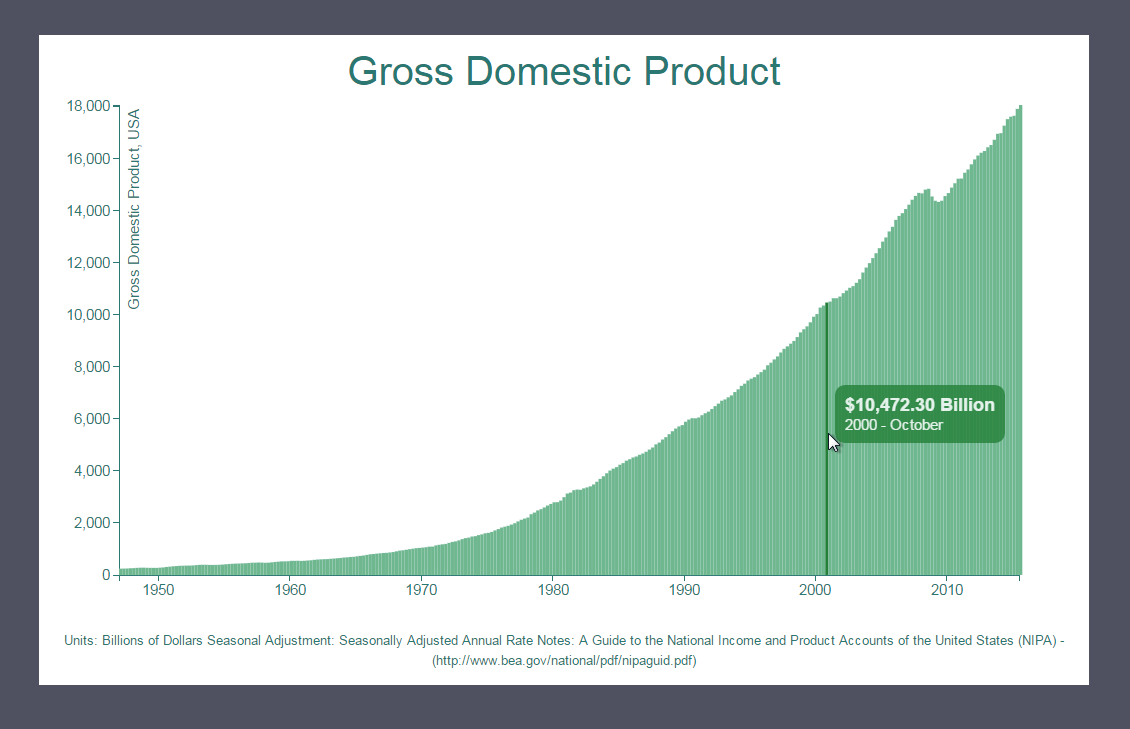 Gross Domestic Product
18,000
16,000
14,000
12,000
10,000
8,000
6,000
4,000
2,000
0
Gross Domestic Product, USA
$10,472.30 Billion
2000 - October
1950 1960 1970 1980 1990 2000 2010
Units: Billions of Dollars Seasonal Adjustment: Seasonally Adjusted Annual Rate Notes: A Guide to the National Income and Product Accounts of the United States (NIPA) -
(http://www.bea.gov/national/pdf/nipaguid.pdf)